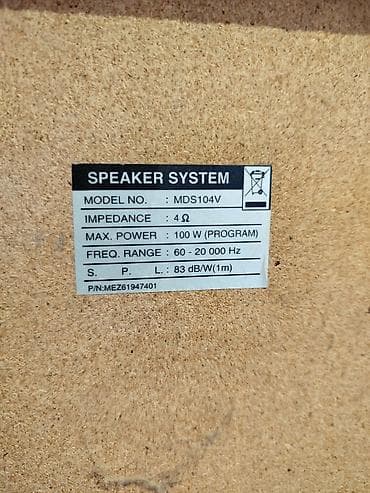 SPEAKER SYSTEM
MODEL NO. : MDS104V
IMPEDANCE : 4 Ω
MAX. POWER : 100 W (PROGRAM)
FREQ. RANGE : 60 - 20 000 Hz
S. P. L. : 83 dB/W(1m)
P/N:MEZ61947401